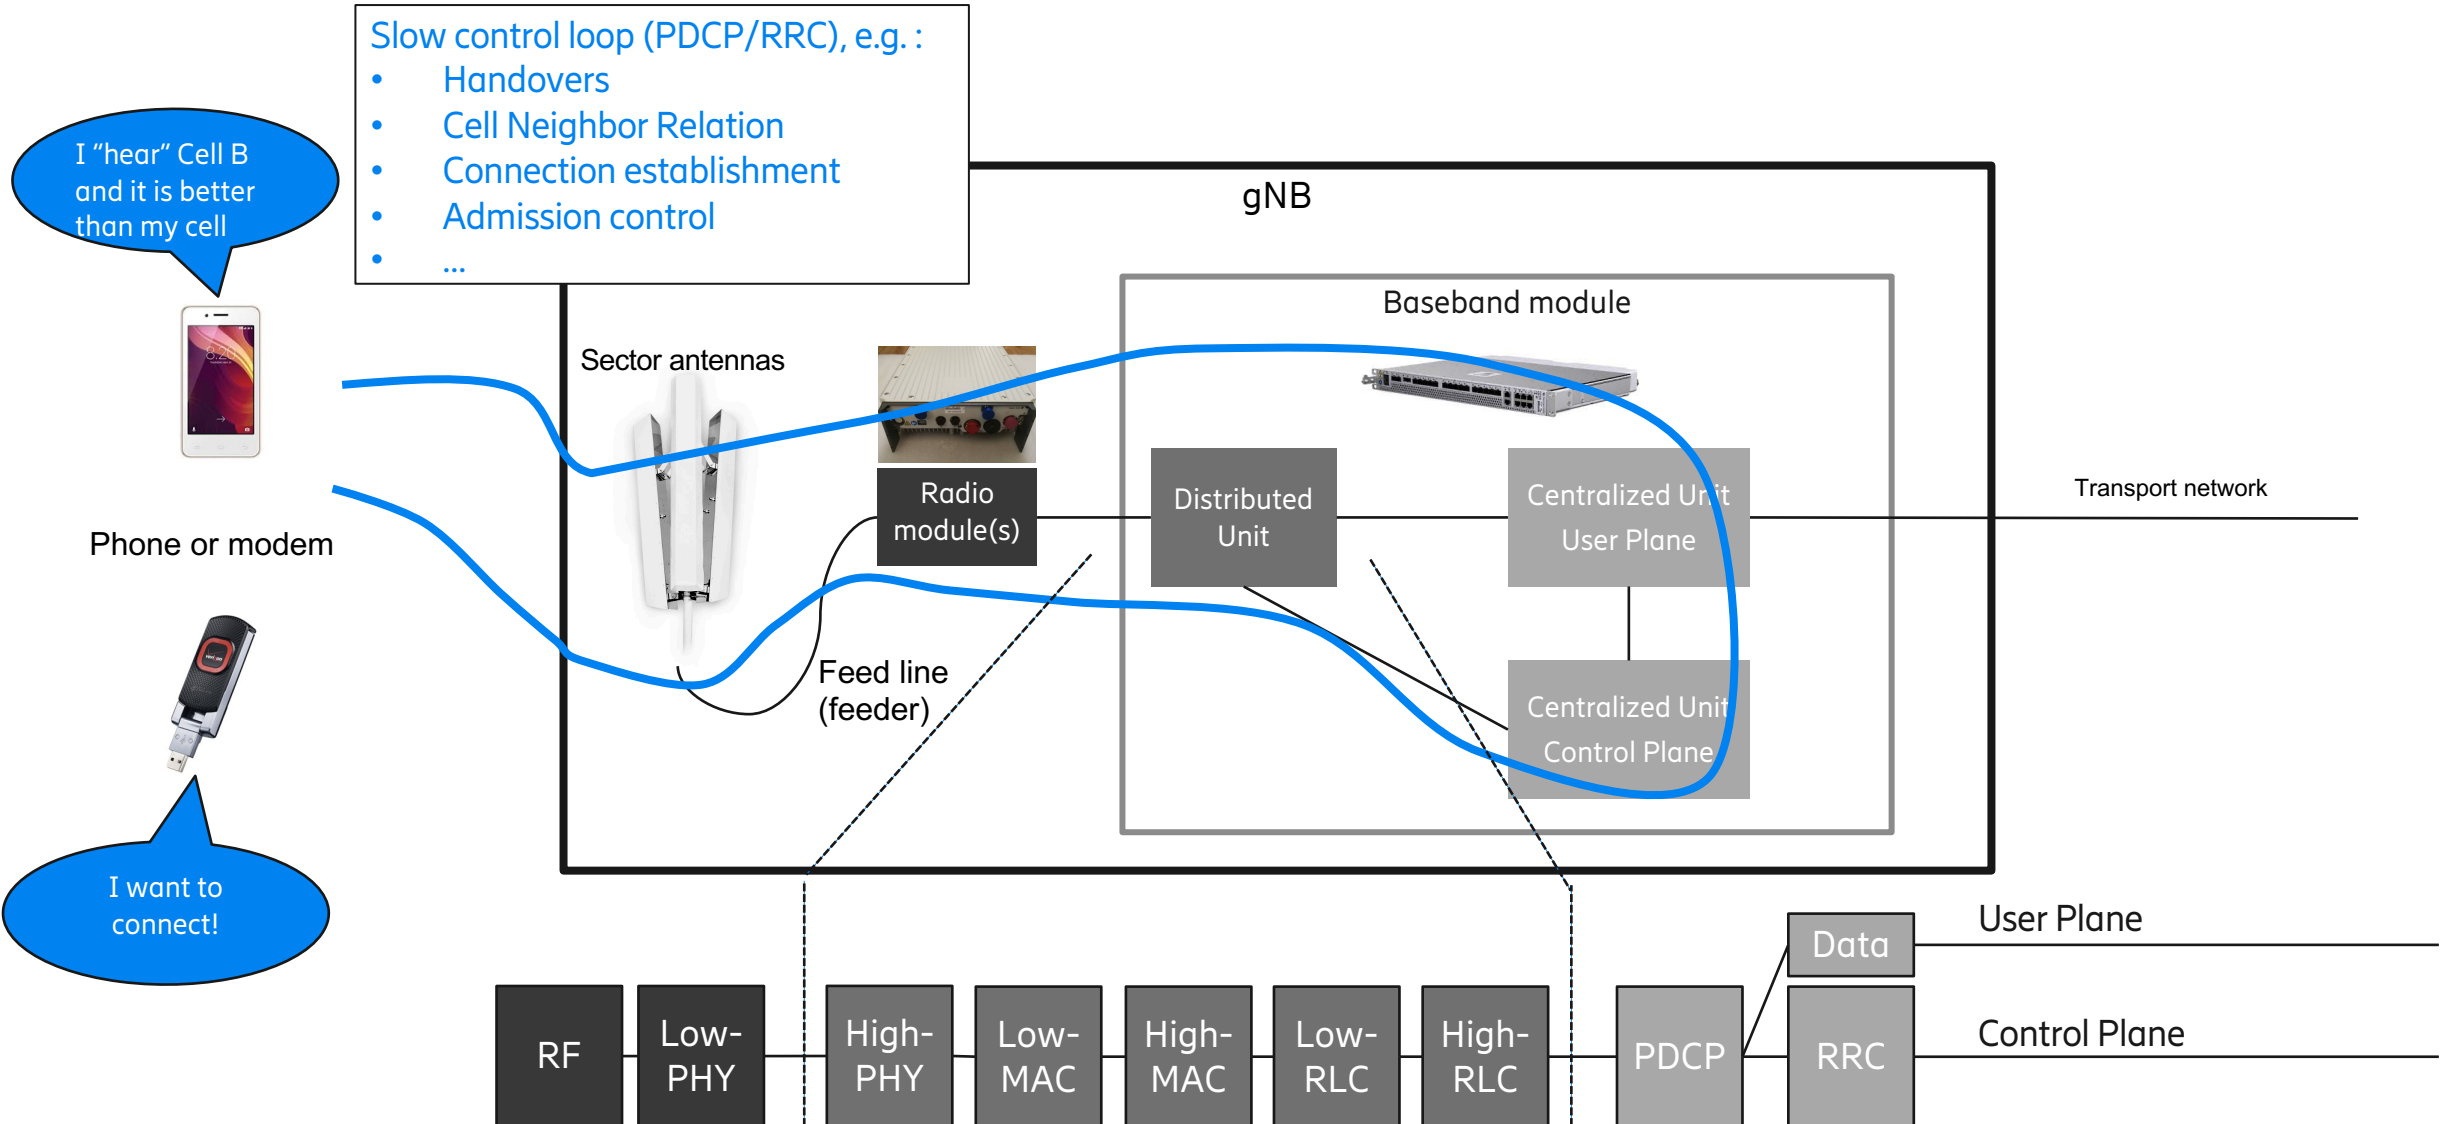 Slow control loop (PDCP/RRC), e.g. :
• Handovers
• Cell Neighbor Relation
• Connection establishment
• Admission control
• ...
I “hear” Cell B
and it is better
than my cell
gNB
Baseband module
Sector antennas
8:20
Radio
module(s)
Distributed
Unit
Centralized Unit
User Plane
Transport network
Phone or modem
Feed line
(feeder)
Centralized Unit
Control Plane
I want to
connect!
User Plane
Data
RF
Low-
PHY
High-
PHY
Low-
MAC
High-
MAC
Low-
RLC
High-
RLC
PDCP
RRC
Control Plane